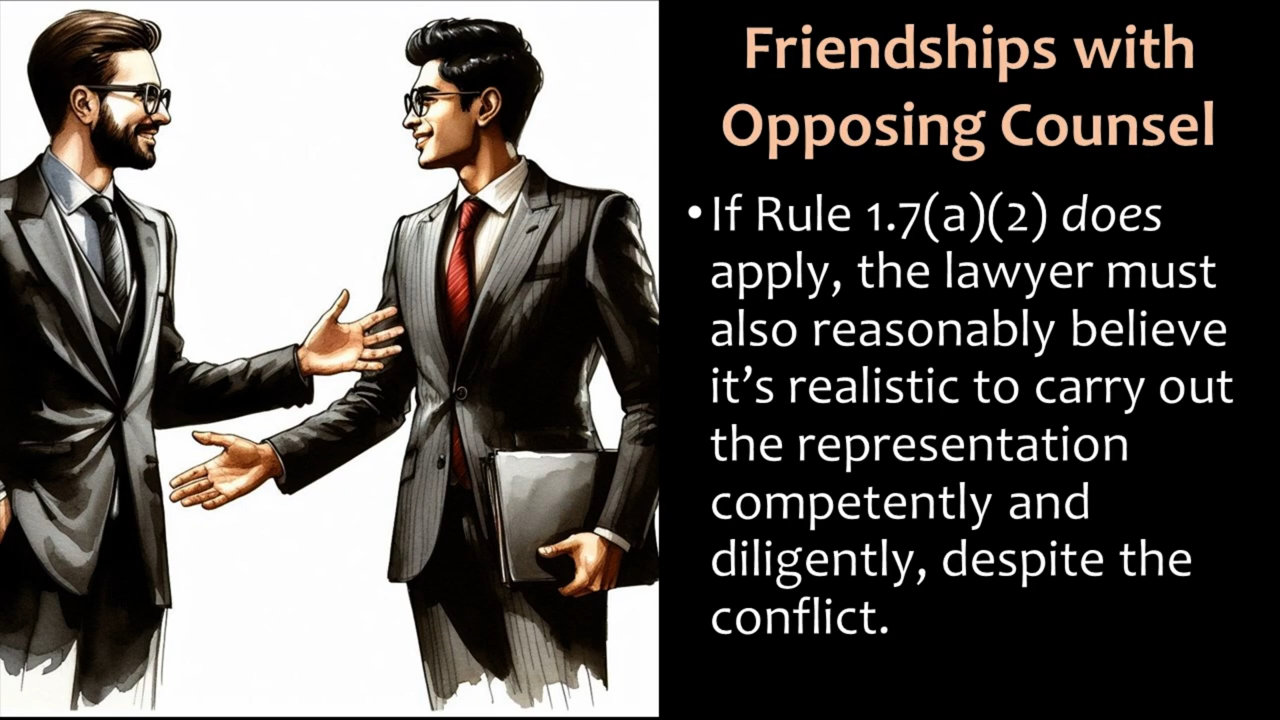 Friendships with
Opposing Counsel
•If Rule 1.7(a)(2) does
apply, the lawyer must
also reasonably believe
it’s realistic to carry out
the representation
competently and
diligently, despite the
conflict.